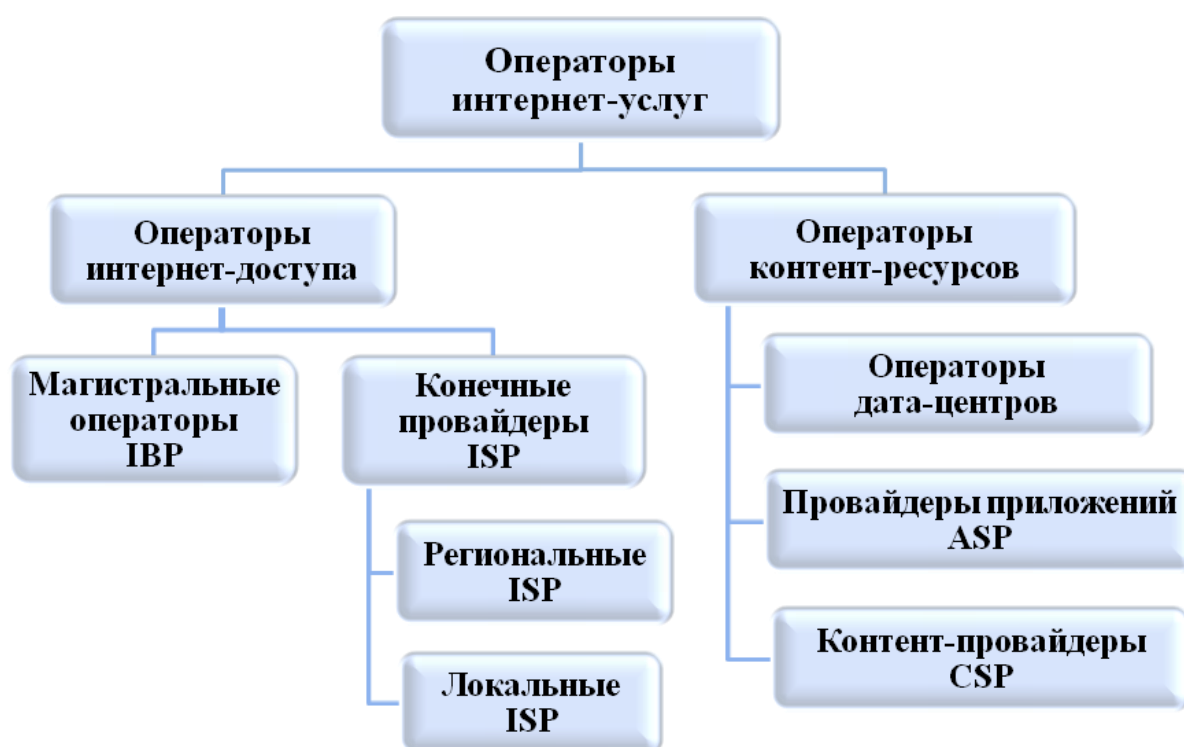 Операторы
интернет-услуг
Операторы
интернет-доступа
Операторы
контент-ресурсов
Магистральные
операторы
IBP
Конечные
провайдеры
ISP
Операторы
дата-центров
Провайдеры приложений
ASP
Региональные
ISP
Контент-провайдеры
CSP
Локальные
ISP